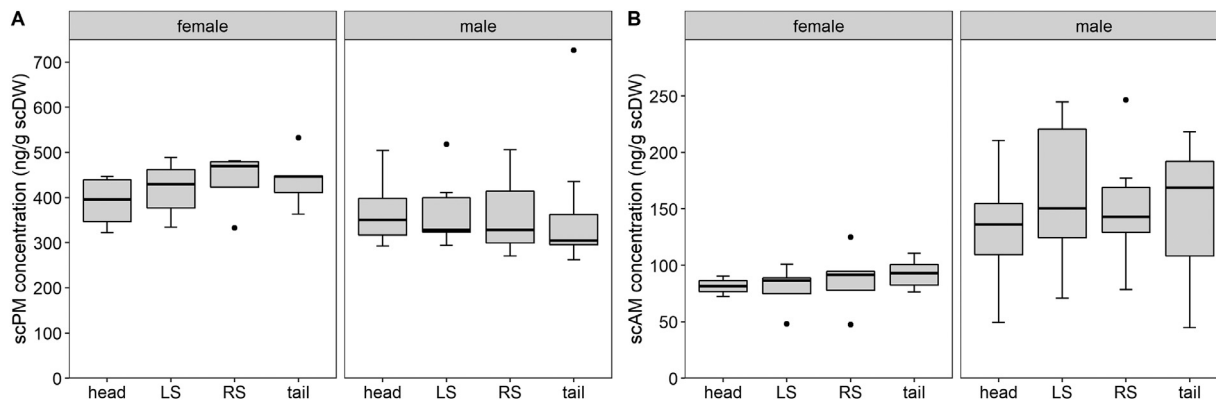 A
female
male
scPM concentration (ng/g scDW)
700
600
500
400
300
200
100
0
head LS RS tail
head LS RS tail
B
female
male
scAM concentration (ng/g scDW)
250
200
150
100
50
0
head LS RS tail
head LS RS tail